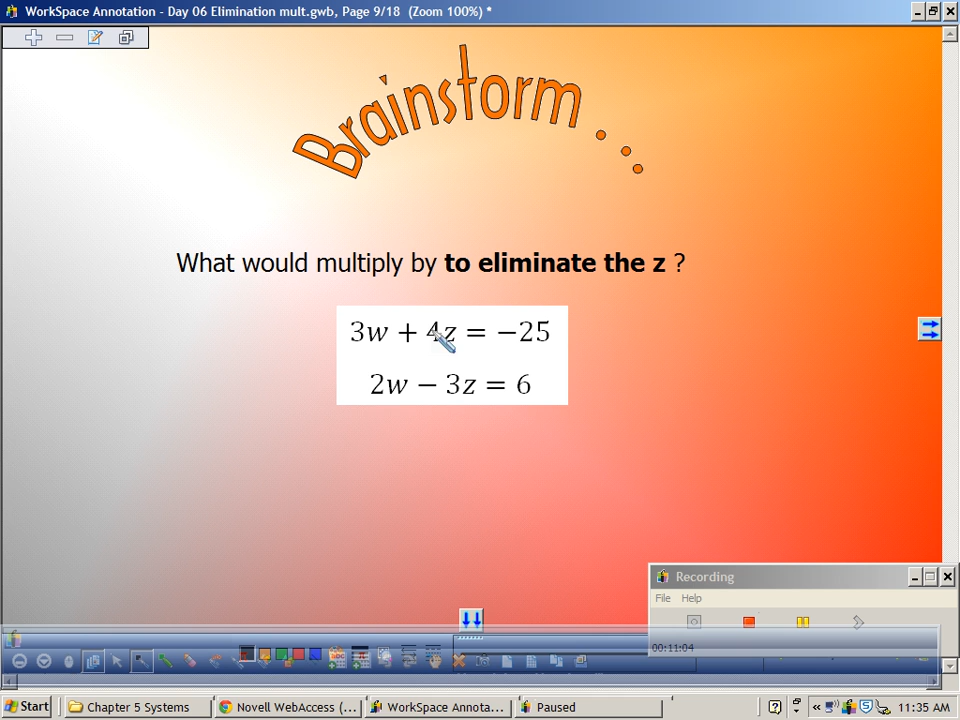 WorkSpace Annotation - Day 06 Elimination mult.gwb, Page 9/18 (Zoom 100%) *
Brainstorm . . .
What would multiply by to eliminate the z ?
3w + 4z = −25
2w − 3z = 6
Recording
File Help
00:11:04
Start Chapter 5 Systems Novell WebAccess (... WorkSpace Annota... Paused 11:35 AM